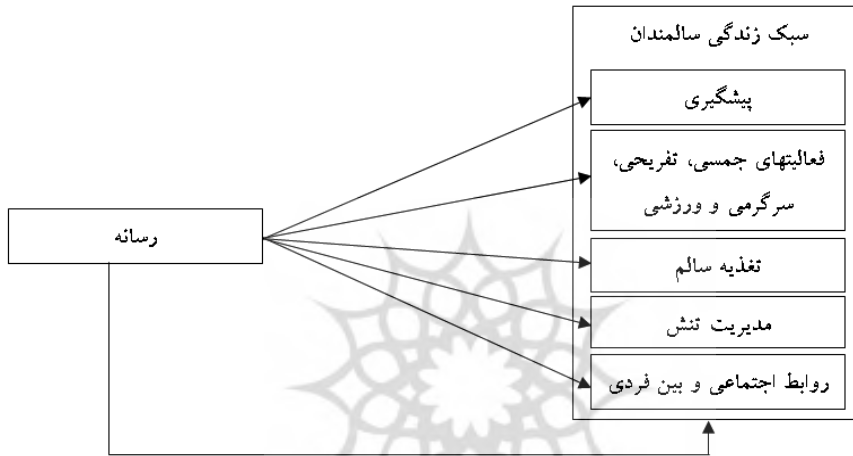 سبک زندگی سالمندان
پیشگیری
فعالیتهای جمسی، تفریحی،
سرگرمی و ورزشی
رسانه
تغذیه سالم
مدیریت تنش
روابط اجتماعی و بین فردی